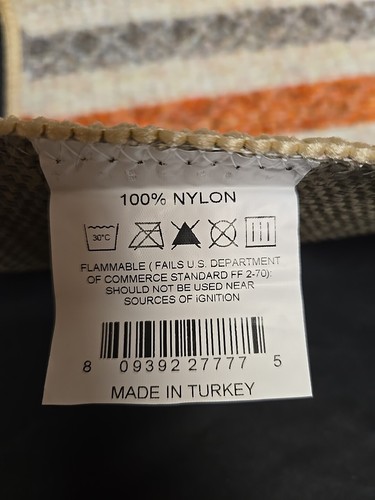 100% NYLON
30°C
FLAMMABLE ( FAILS U S. DEPARTMENT
OF COMMERCE STANDARD FF 2-70):
SHOULD NOT BE USED NEAR
SOURCES OF iGNITION
8 09392 27777 5
MADE IN TURKEY